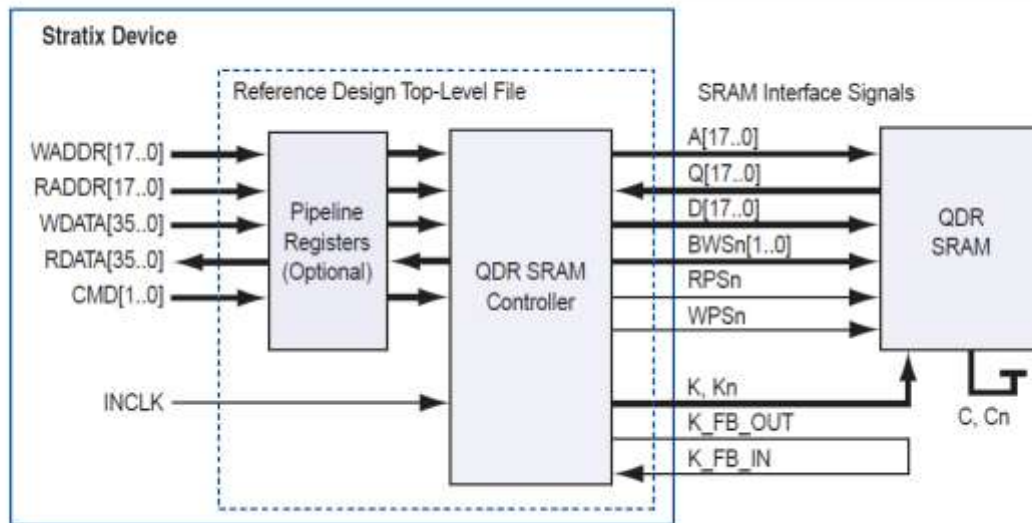 Stratix Device
Reference Design Top-Level File
SRAM Interface Signals
WADDR[17..0]
RADDR[17..0]
WDATA[35..0]
RDATA[35..0]
CMD[1..0]
INCLK
Pipeline
Registers
(Optional)
QDR SRAM
Controller
A[17..0]
Q[17..0]
D[17..0]
BWSn[1..0]
RPSn
WPSn
K, Kn
K_FB_OUT
K_FB_IN
QDR
SRAM
C, Cn